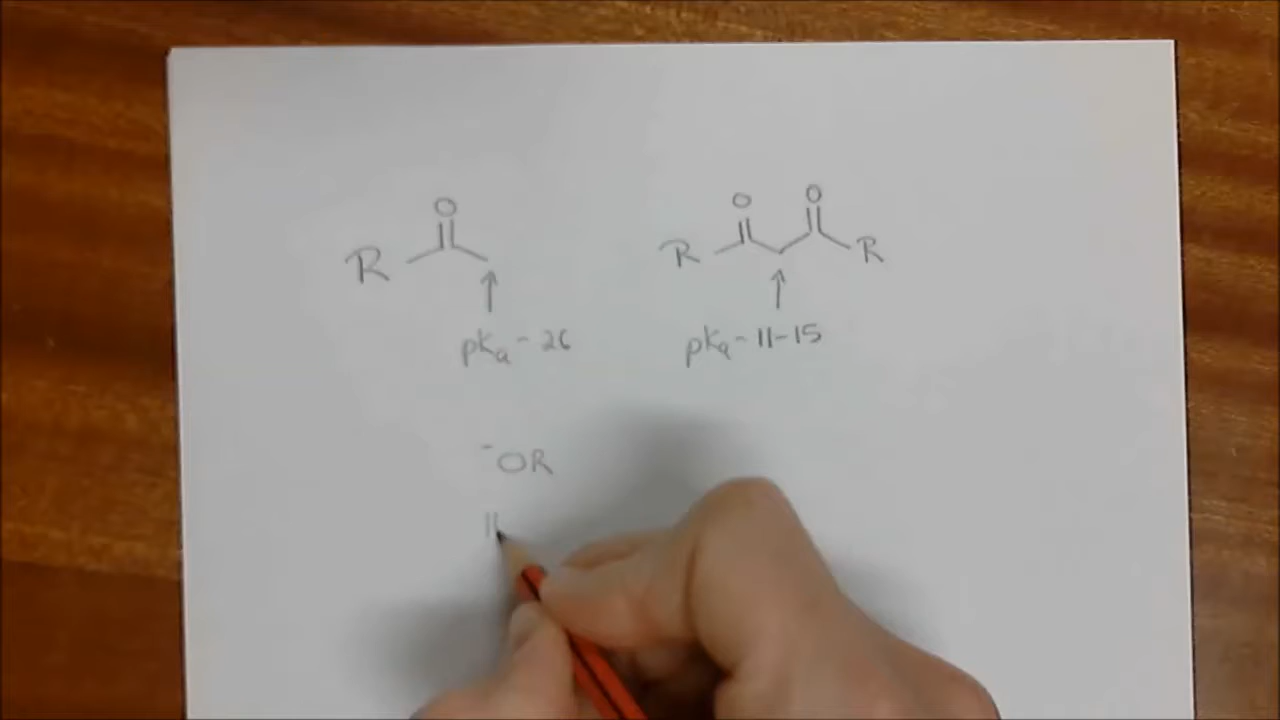 O O O
R R R
pKa - 26 pKa - 11-15
⁻OR